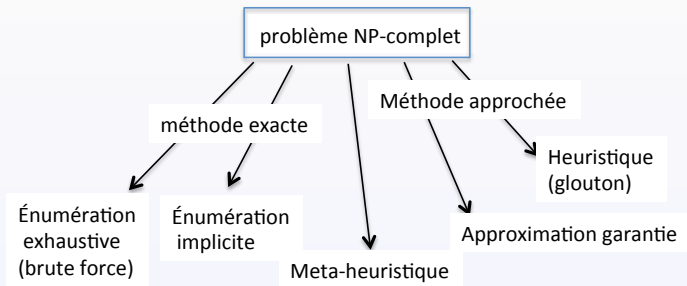 problème NP-complet
Méthode approchée
méthode exacte
Heuristique
(glouton)
Énumération
exhaustive
(brute force)
Énumération
implicite
Approximation garantie
Meta-heuristique